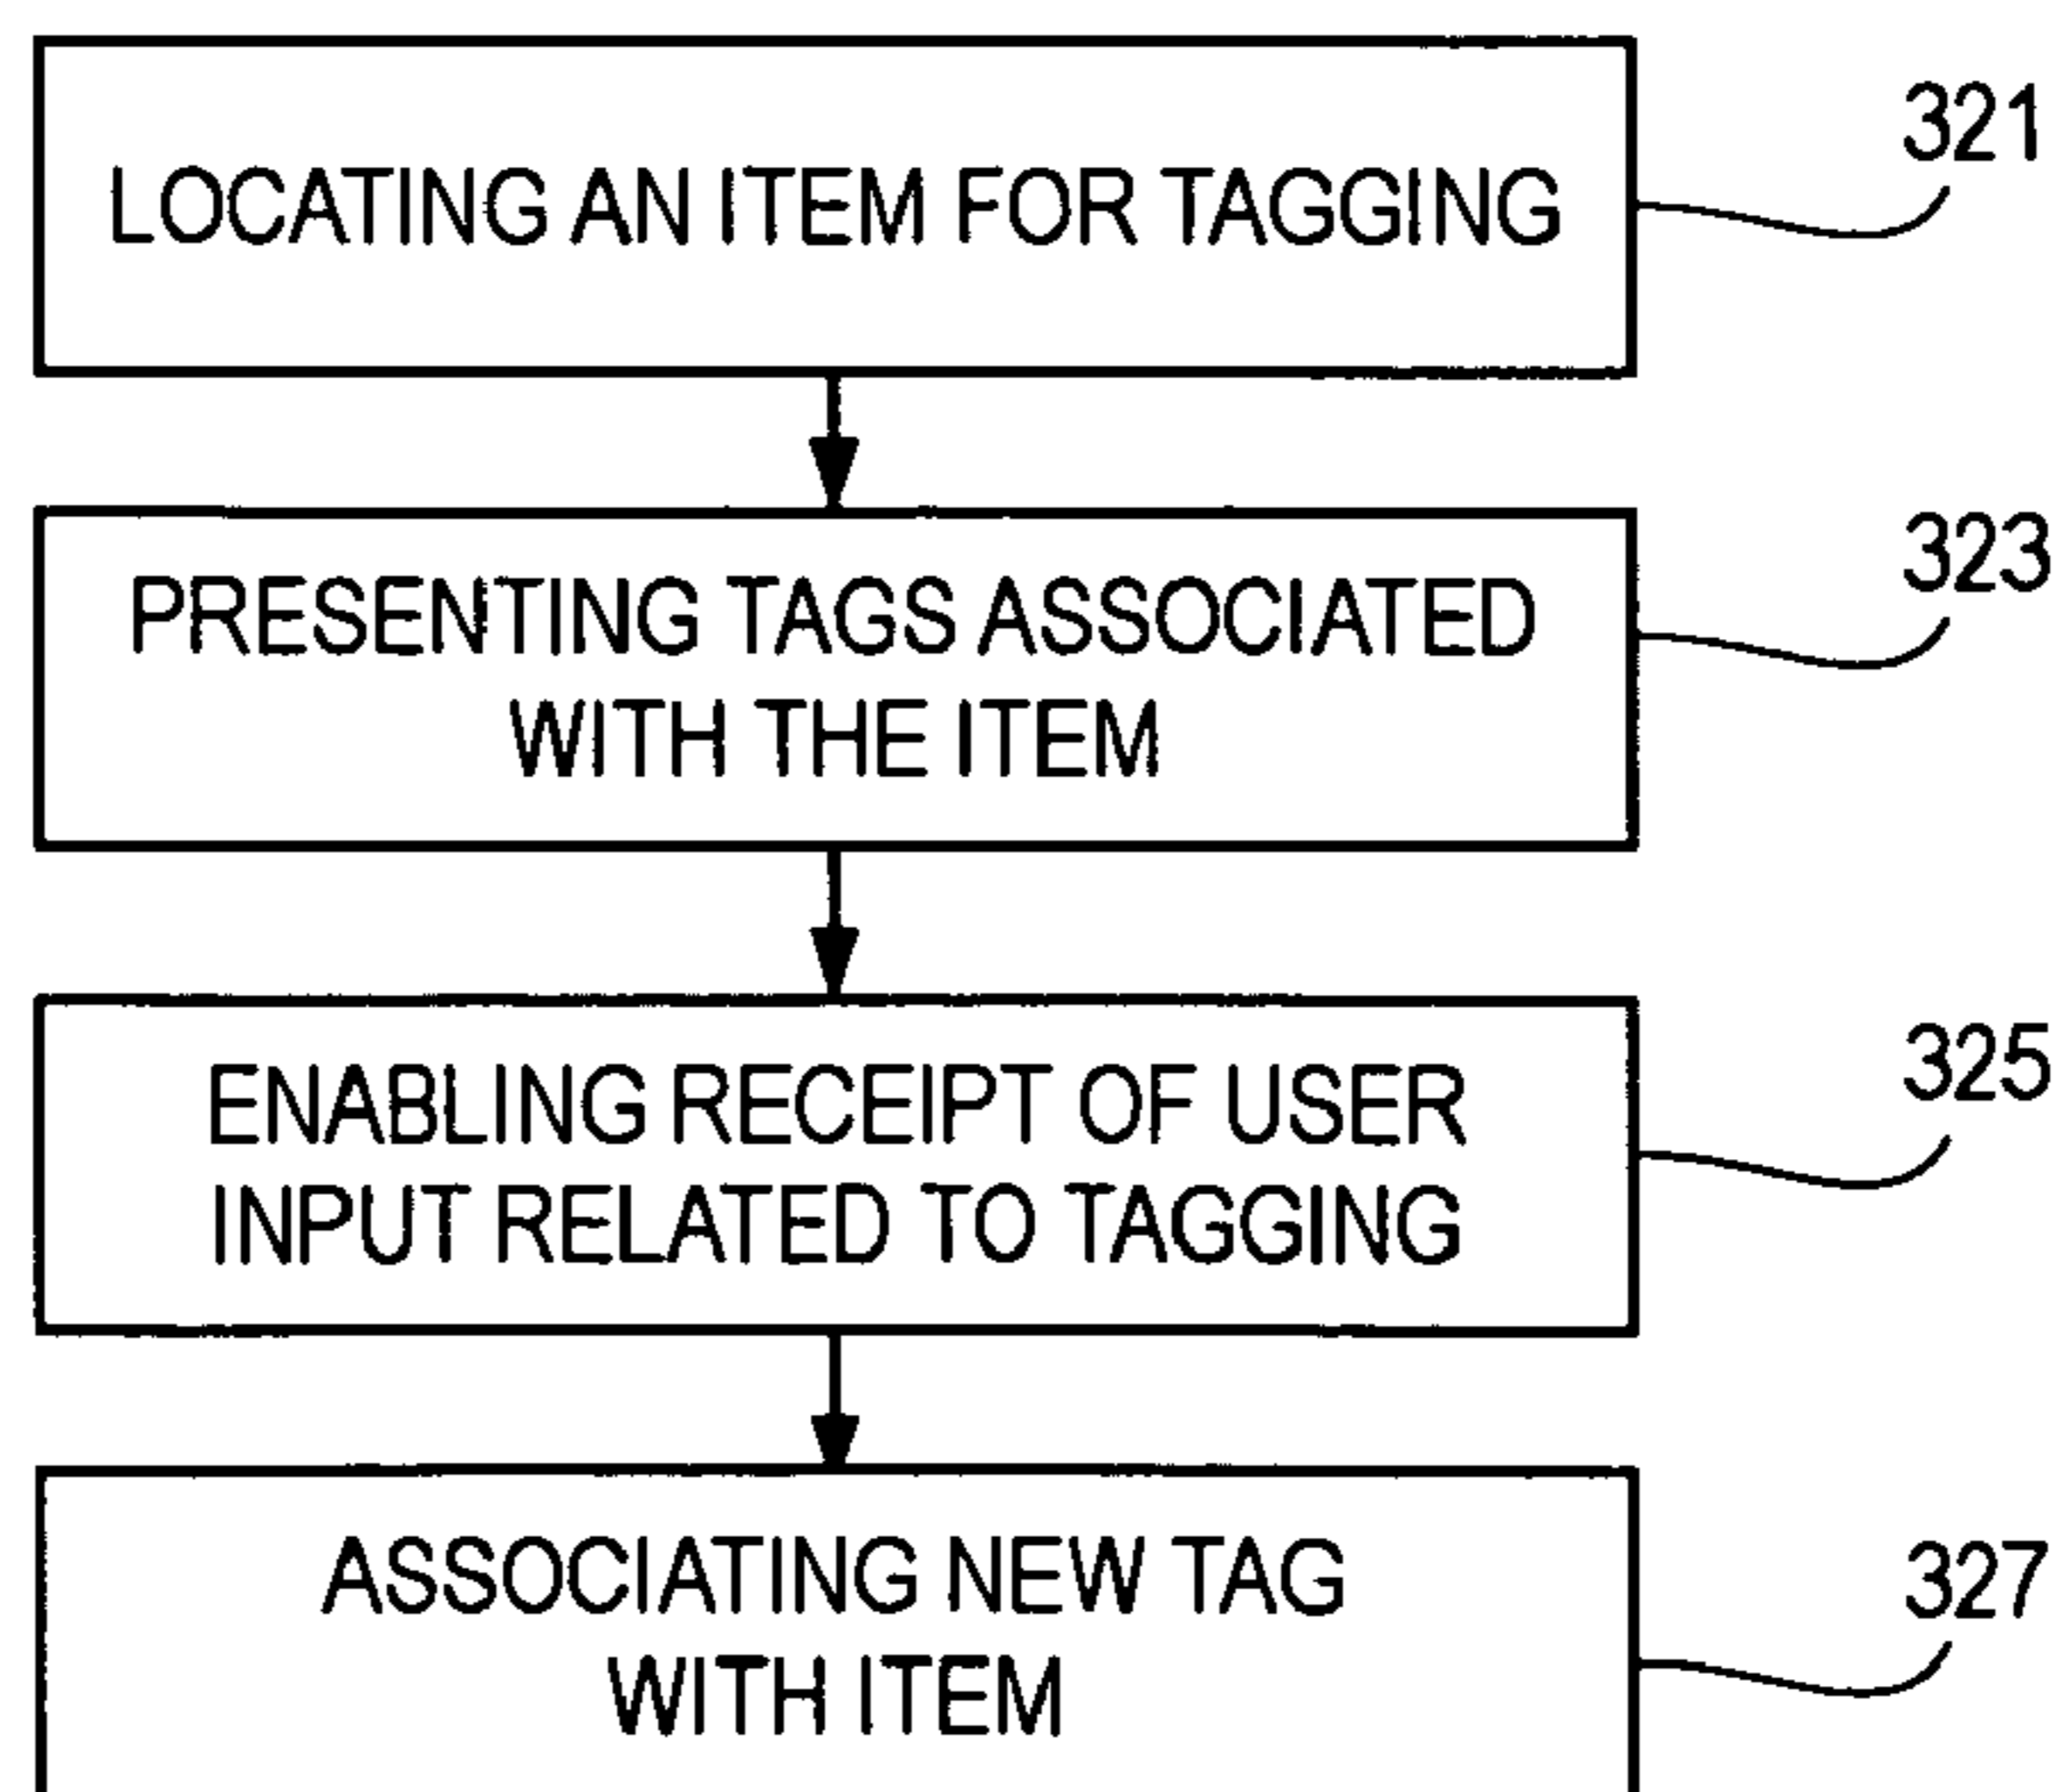 LOCATING AN ITEM FOR TAGGING
321
PRESENTING TAGS ASSOCIATED
WITH THE ITEM
323
ENABLING RECEIPT OF USER
INPUT RELATED TO TAGGING
325
ASSOCIATING NEW TAG
WITH ITEM
327